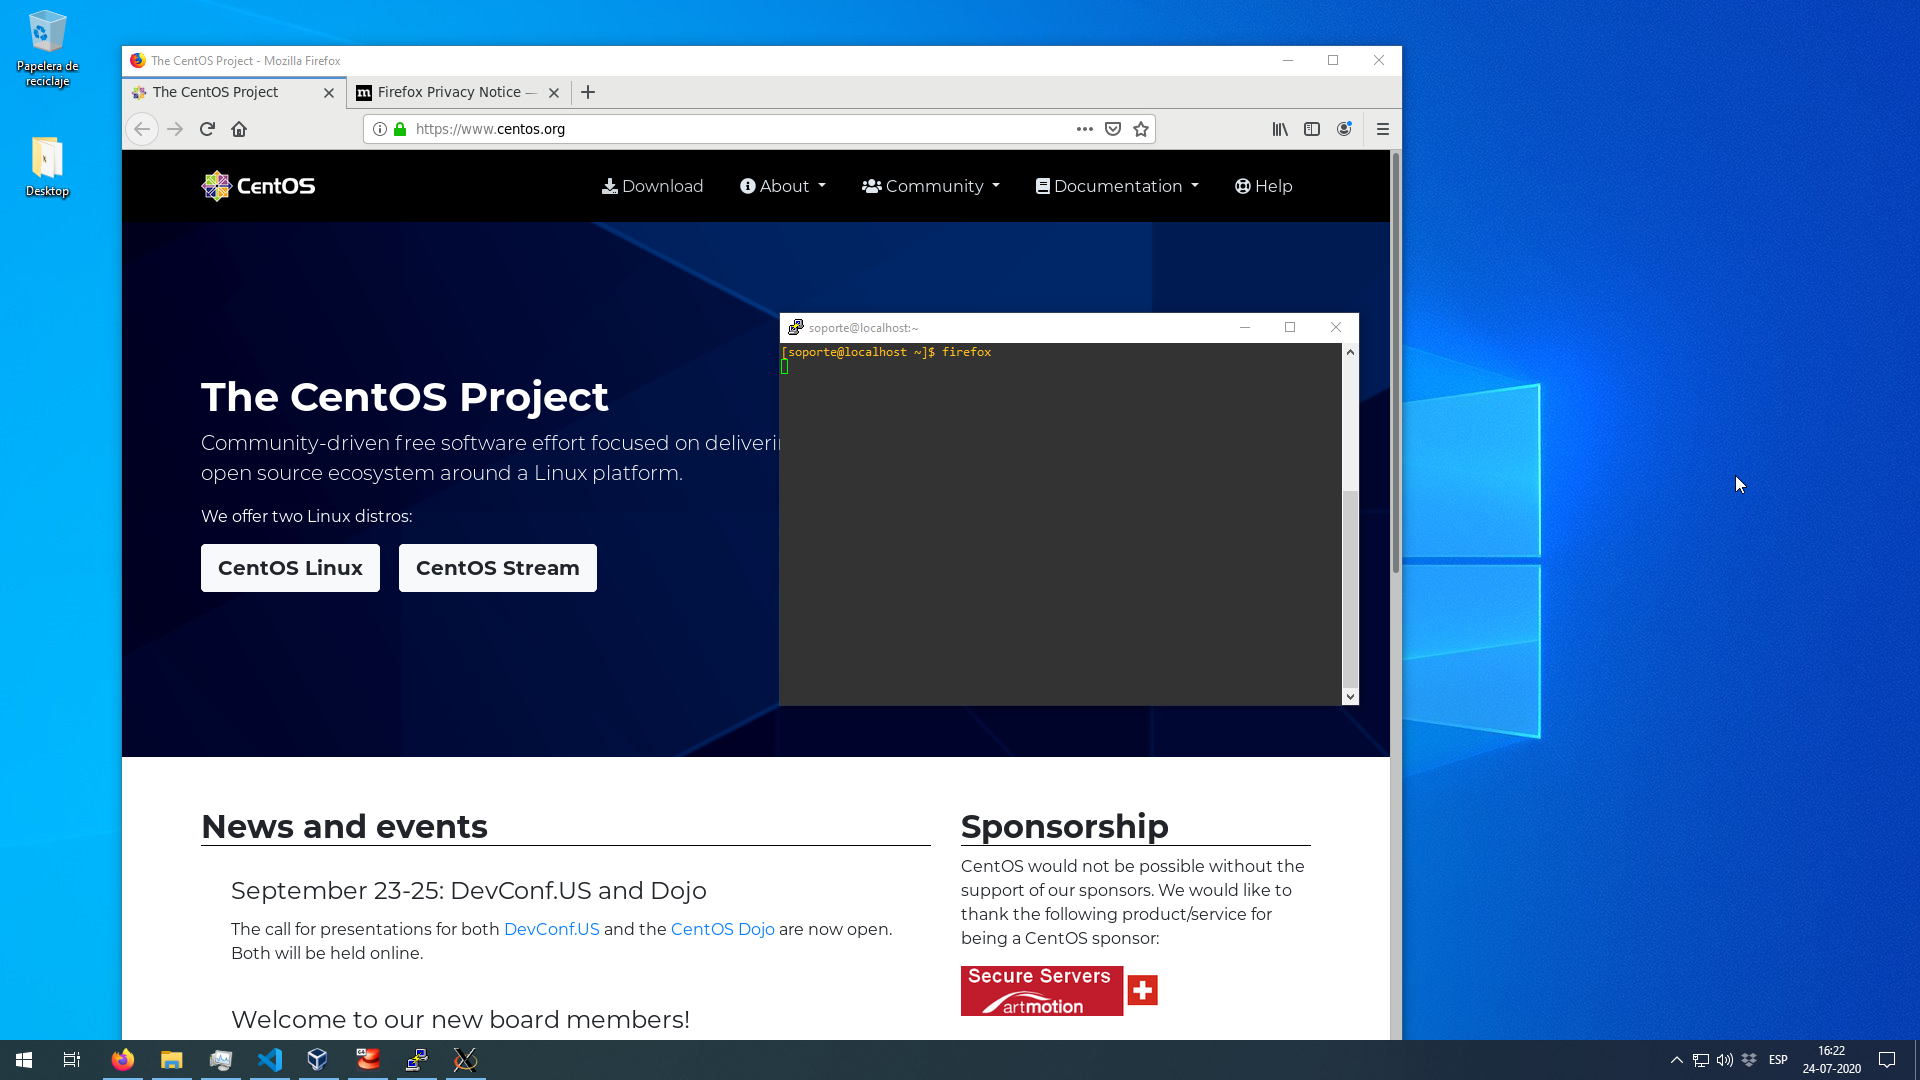 Papelera de
reciclaje
Desktop
The CentOS Project - Mozilla Firefox
The CentOS Project
Firefox Privacy Notice —
https://www.centos.org
CentOS
Download
About
Community
Documentation
Help
The CentOS Project
Community-driven free software effort focused on deliveri
open source ecosystem around a Linux platform.
We offer two Linux distros:
CentOS Linux
CentOS Stream
soporte@localhost:~
[soporte@localhost ~]$ firefox
News and events
September 23-25: DevConf.US and Dojo
The call for presentations for both DevConf.US and the CentOS Dojo are now open.
Both will be held online.
Welcome to our new board members!
Sponsorship
CentOS would not be possible without the
support of our sponsors. We would like to
thank the following product/service for
being a CentOS sponsor:
Secure Servers
artmotion
ESP
16:22
24-07-2020